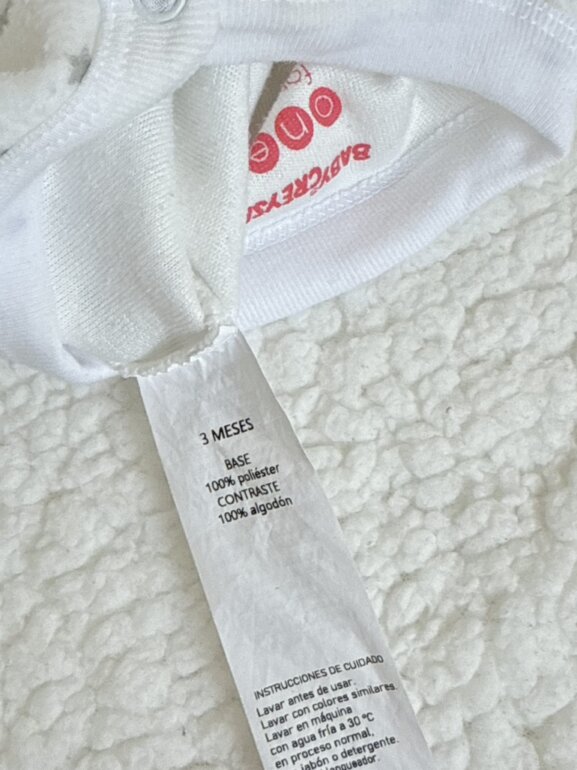 one
BABYCREYS
3 MESES
BASE
100% poliéster
CONTRASTE
100% algodón
INSTRUCCIONES DE CUIDADO
Lavar antes de usar.
Lavar con colores similares.
Lavar en máquina
con agua fría a 30 °C
en proceso normal,
jabón o detergente.